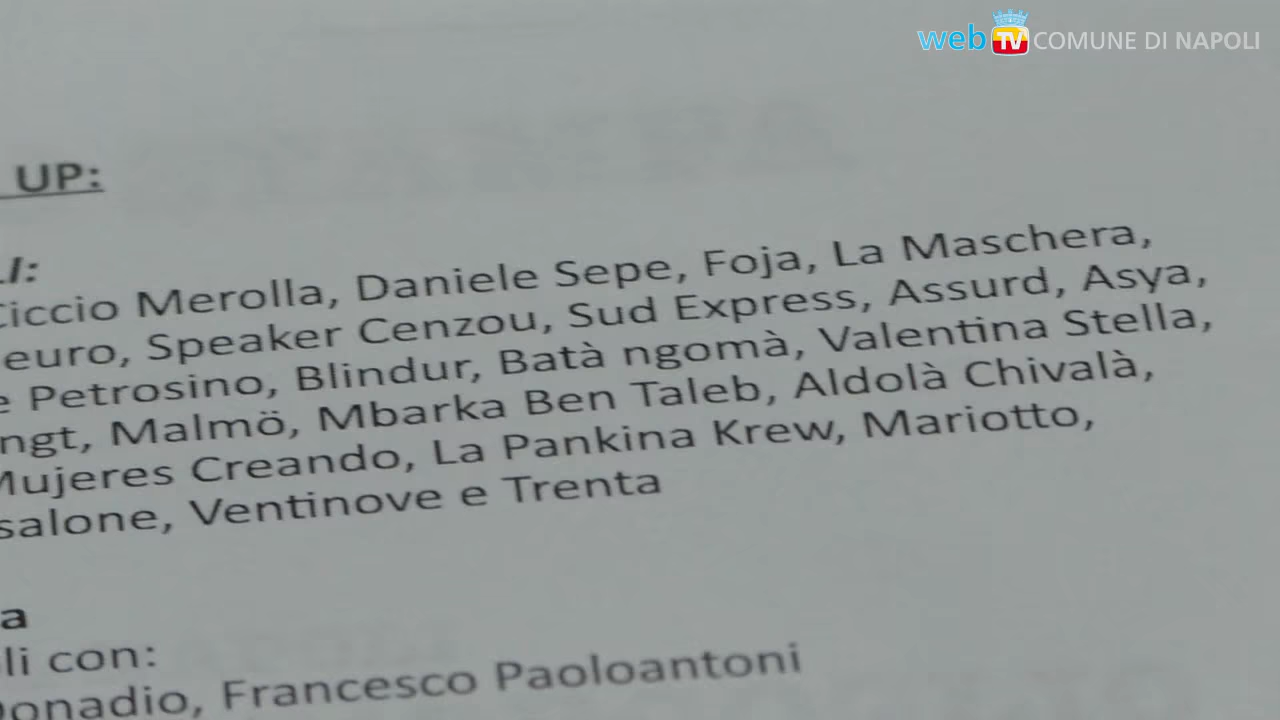 web TV COMUNE DI NAPOLI
UP:
Ciccio Merolla, Daniele Sepe, Foja, La Maschera,
euro, Speaker Cenzou, Sud Express, Assurd, Asya,
e Petrosino, Blindur, Batà ngomà, Valentina Stella,
ngt, Malmö, Mbarka Ben Taleb, Aldolà Chivalà,
Mujeres Creando, La Pankina Krew, Mariotto,
salone, Ventinove e Trenta
a
li con:
Donadio, Francesco Paoloantoni